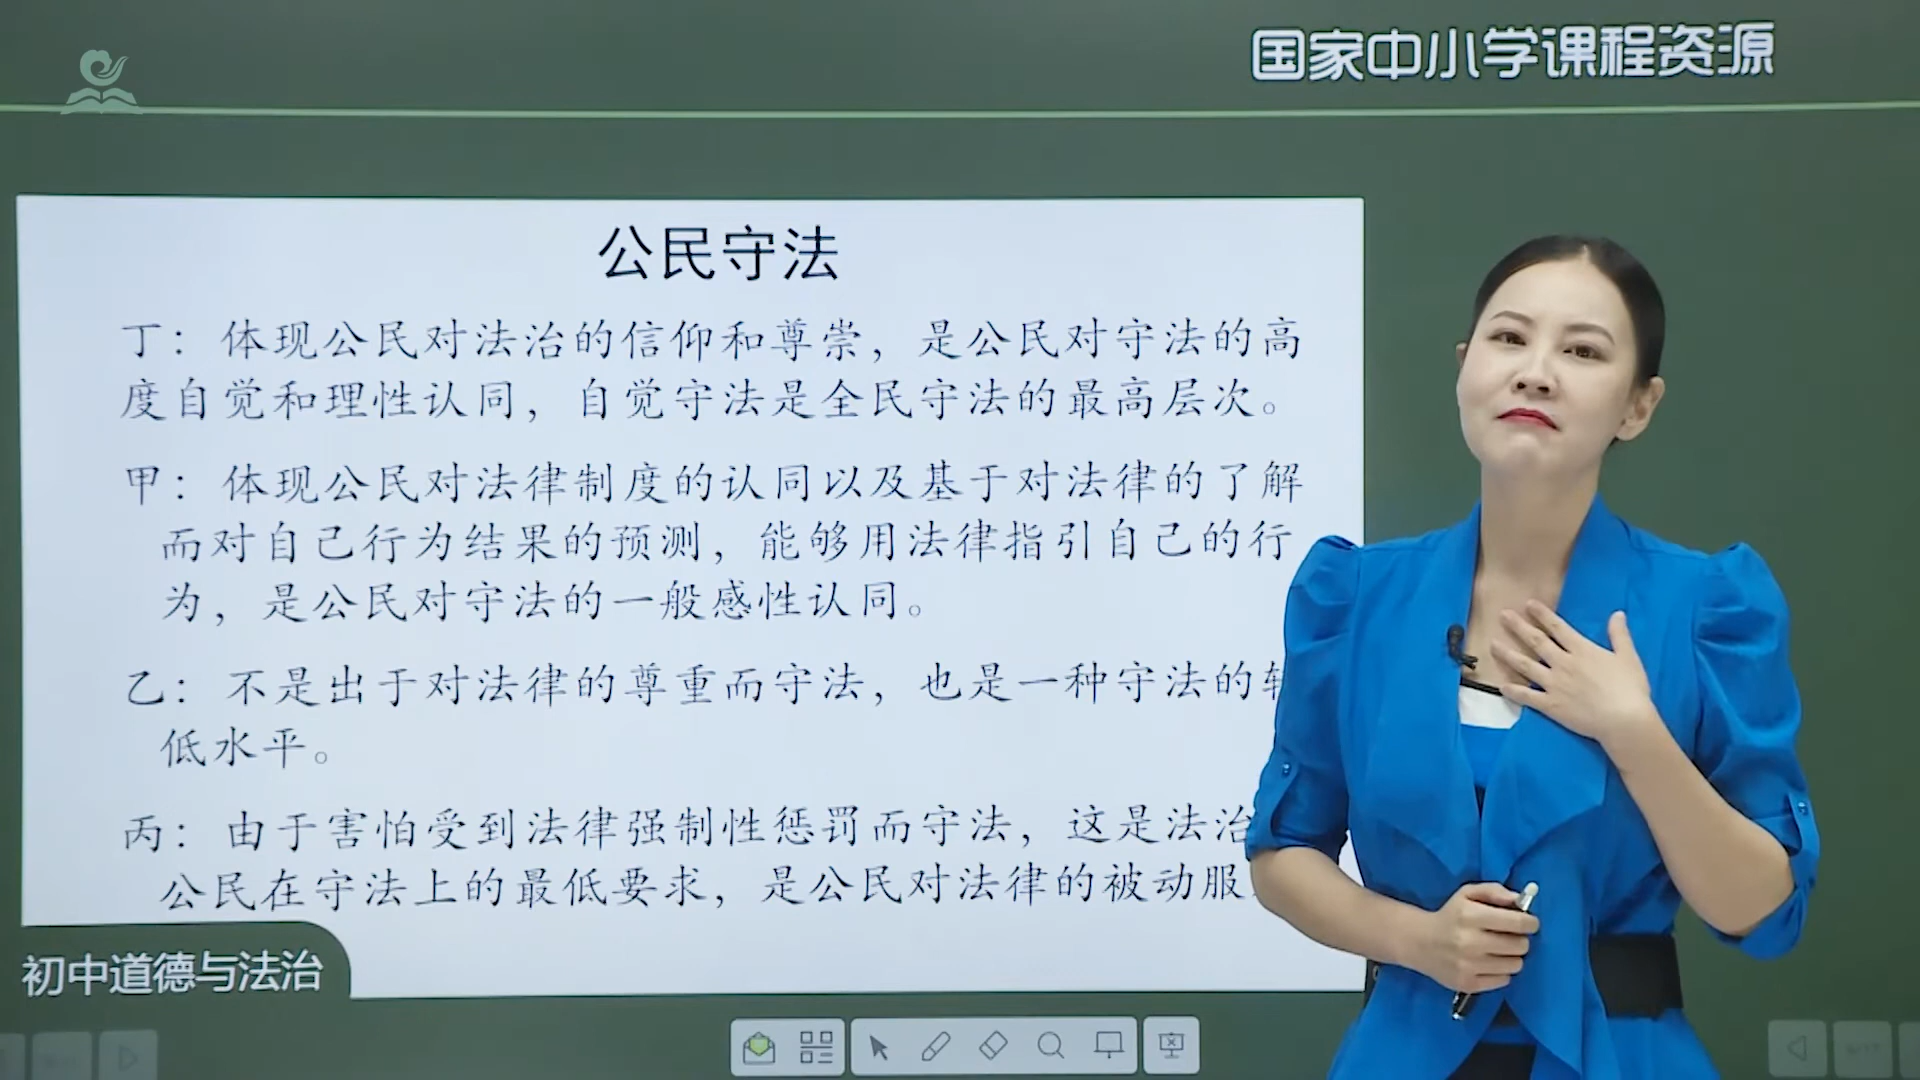 国家中小学课程资源
公民守法
丁：体现公民对法治的信仰和尊崇，是公民对守法的高
度自觉和理性认同，自觉守法是全民守法的最高层次。
甲：体现公民对法律制度的认同以及基于对法律的了解
而对自己行为结果的预测，能够用法律指引自己的行
为，是公民对守法的一般感性认同。
乙：不是出于对法律的尊重而守法，也是一种守法的
低水平。
丙：由于害怕受到法律强制性惩罚而守法，这是法治
公民在守法上的最低要求，是公民对法律的被动服
初中道德与法治